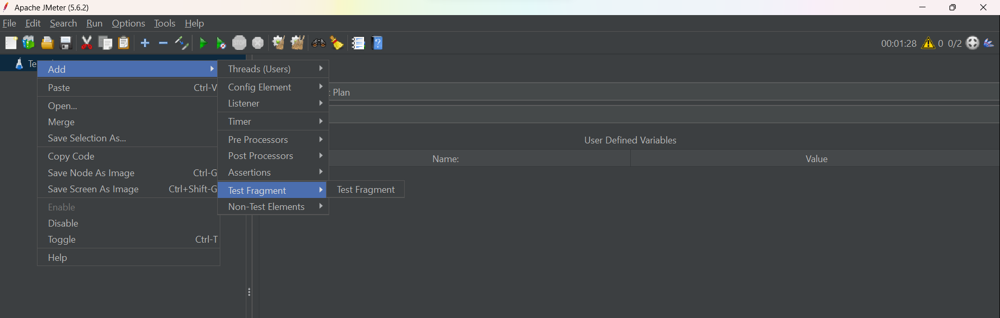 Apache JMeter (5.6.2)
File Edit Search Run Options Tools Help
00:01:28 0 0/2
Te
Add
Paste Ctrl-V
Open...
Merge
Save Selection As...
Copy Code
Save Node As Image Ctrl-G
Save Screen As Image Ctrl+Shift-G
Enable
Disable
Toggle Ctrl-T
Help
Threads (Users)
Config Element
Listener
Timer
Pre Processors
Post Processors
Assertions
Test Fragment
Non-Test Elements
Test Fragment
Plan
User Defined Variables
Name: Value